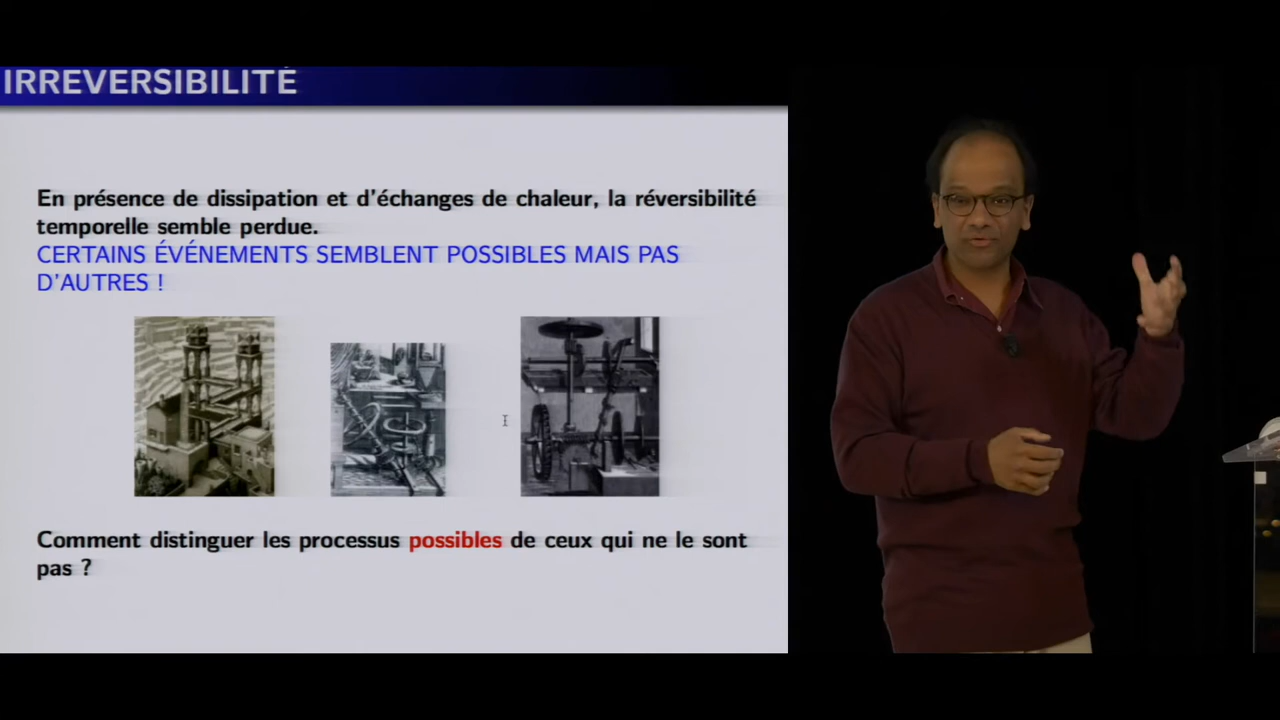 IRREVERSIBILITÉ
En présence de dissipation et d'échanges de chaleur, la réversibilité
temporelle semble perdue.
CERTAINS ÉVÉNEMENTS SEMBLENT POSSIBLES MAIS PAS
D'AUTRES !
Comment distinguer les processus possibles de ceux qui ne le sont
pas ?